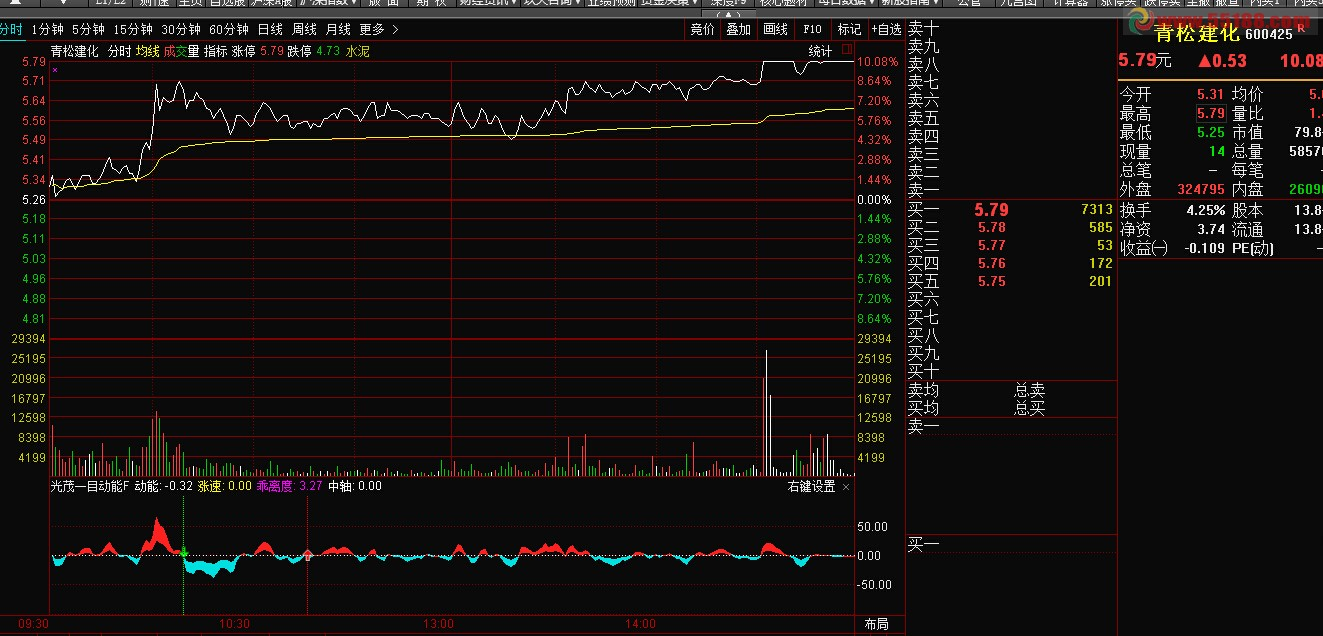 分时 1分钟 5分钟 15分钟 30分钟 60分钟 日线 周线 月线 更多 >
竞价 叠加 画线 F10 标记 +自选
青松建化 分时 均线 成交量 指标 涨停 5.79 跌停 4.73 水泥
统计
5.79
5.71
5.64
5.56
5.49
5.41
5.34
5.26
5.18
5.11
5.03
4.96
4.88
4.81
29394
25195
20996
16797
12598
8398
4199
10.08%
8.64%
7.20%
5.76%
4.32%
2.88%
1.44%
0.00%
1.44%
2.88%
4.32%
5.76%
7.20%
8.64%
29394
25195
20996
16797
12598
8398
4199
光茂一目动能F 动能: -0.32 涨速: 0.00 乖离度: 3.27 中轴: 0.00
右键设置 ×
50.00
0.00
-50.00
09:30 10:30 13:00 14:00
布局
卖十
卖九
卖八
卖七
卖六
卖五
卖四
卖三
卖二
卖一
买一 5.79 7313
买二 5.78 585
买三 5.77 53
买四 5.76 172
买五 5.75 201
买六
买七
买八
买九
买十
卖均 总卖
买均 总买
卖一
买一
www.55188.com
青松建化 600425 R
5.79元 ▲0.53 10.08
今开 5.31 均价
最高 5.79 量比
最低 5.25 市值 79.8
现量 14 总量 5857
总笔 – 每笔
外盘 324795 内盘 2609
换手 4.25% 股本 13.8
净资 3.74 流通 13.8
收益㈠ -0.109 PE(动) –